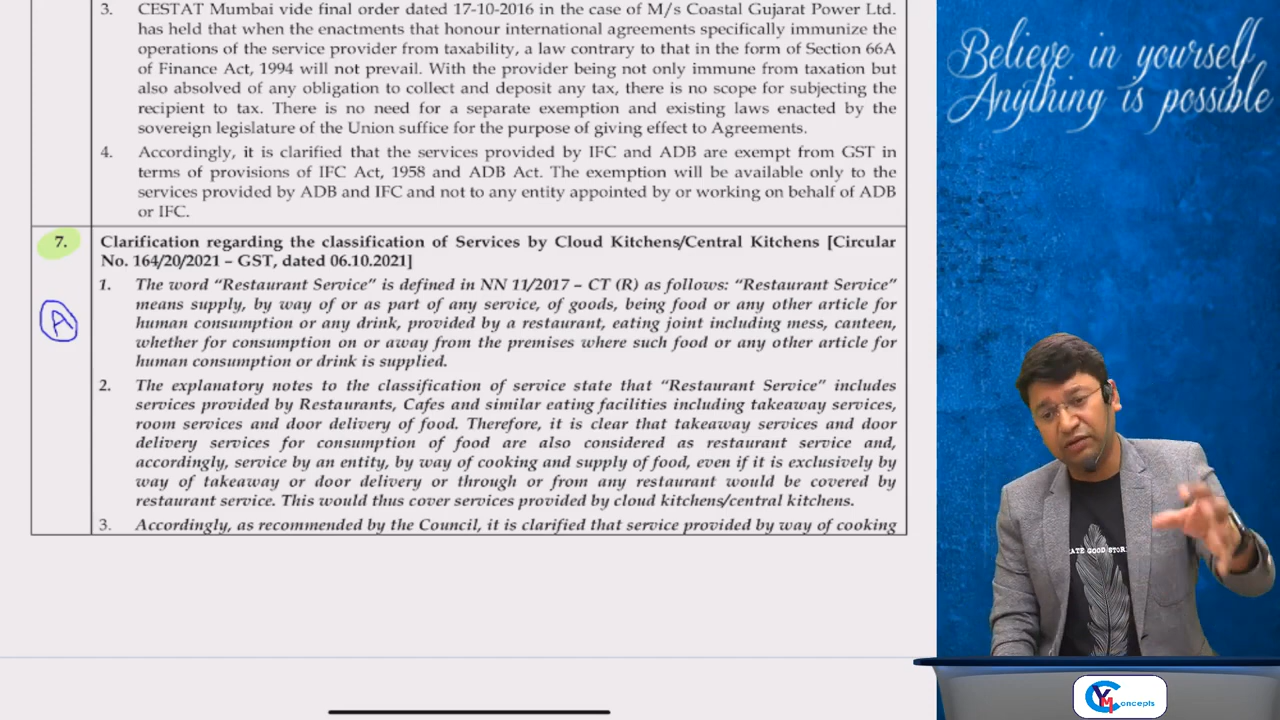 3. CESTAT Mumbai vide final order dated 17-10-2016 in the case of M/s Coastal Gujarat Power Ltd.
has held that when the enactments that honour international agreements specifically immunize the
operations of the service provider from taxability, a law contrary to that in the form of Section 66A
of Finance Act, 1994 will not prevail. With the provider being not only immune from taxation but
also absolved of any obligation to collect and deposit any tax, there is no scope for subjecting the
recipient to tax. There is no need for a separate exemption and existing laws enacted by the
sovereign legislature of the Union suffice for the purpose of giving effect to Agreements.
4. Accordingly, it is clarified that the services provided by IFC and ADB are exempt from GST in
terms of provisions of IFC Act, 1958 and ADB Act. The exemption will be available only to the
services provided by ADB and IFC and not to any entity appointed by or working on behalf of ADB
or IFC.
7. Clarification regarding the classification of Services by Cloud Kitchens/Central Kitchens [Circular
No. 164/20/2021 – GST, dated 06.10.2021]
A
1. The word "Restaurant Service" is defined in NN 11/2017 – CT (R) as follows: "Restaurant Service"
means supply, by way of or as part of any service, of goods, being food or any other article for
human consumption or any drink, provided by a restaurant, eating joint including mess, canteen,
whether for consumption on or away from the premises where such food or any other article for
human consumption or drink is supplied.
2. The explanatory notes to the classification of service state that "Restaurant Service" includes
services provided by Restaurants, Cafes and similar eating facilities including takeaway services,
room services and door delivery of food. Therefore, it is clear that takeaway services and door
delivery services for consumption of food are also considered as restaurant service and,
accordingly, service by an entity, by way of cooking and supply of food, even if it is exclusively by
way of takeaway or door delivery or through or from any restaurant would be covered by
restaurant service. This would thus cover services provided by cloud kitchens/central kitchens.
3. Accordingly, as recommended by the Council, it is clarified that service provided by way of cooking
Believe in yourself
Anything is possible
GOOD STOR
CYM
oncepts